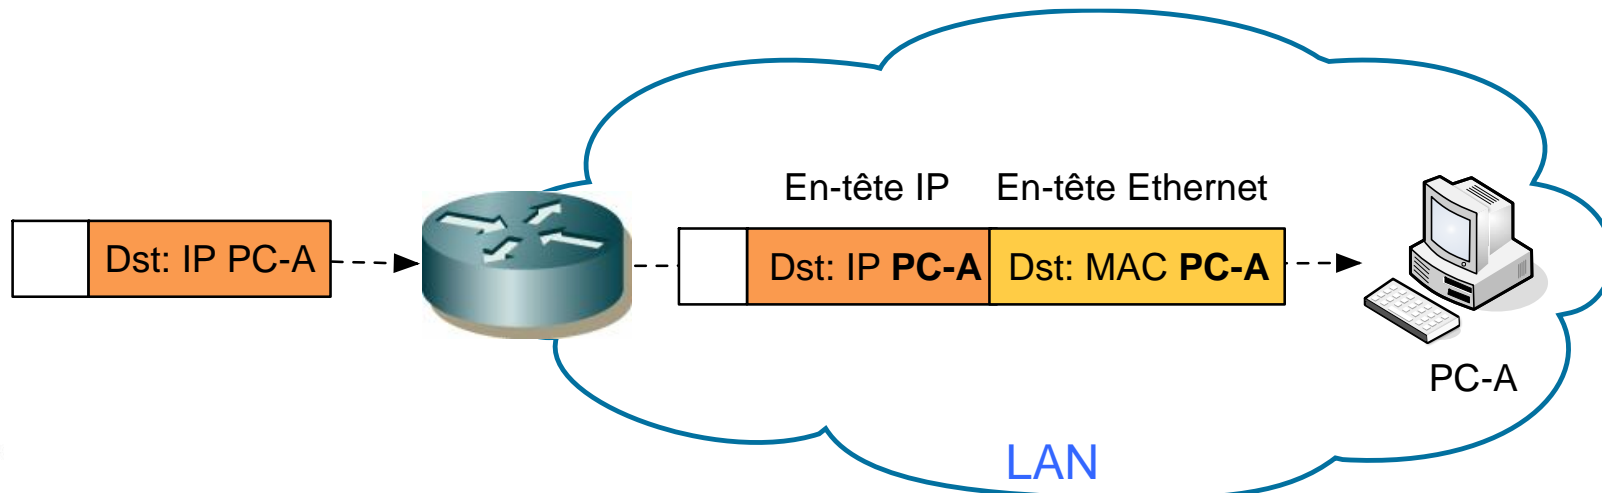 En-tête IP
En-tête Ethernet
Dst: IP PC-A
Dst: IP PC-A
Dst: MAC PC-A
PC-A
LAN